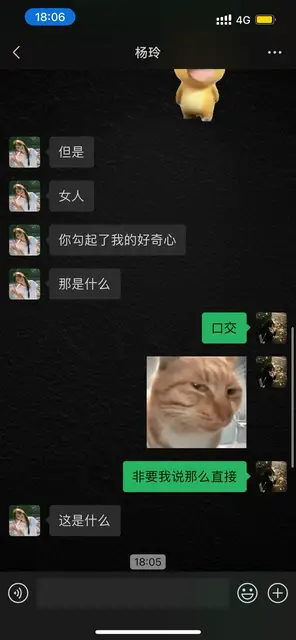 18:06
4G
杨玲
但是
女人
你勾起了我的好奇心
那是什么
口交
非要我说那么直接
这是什么
18:05